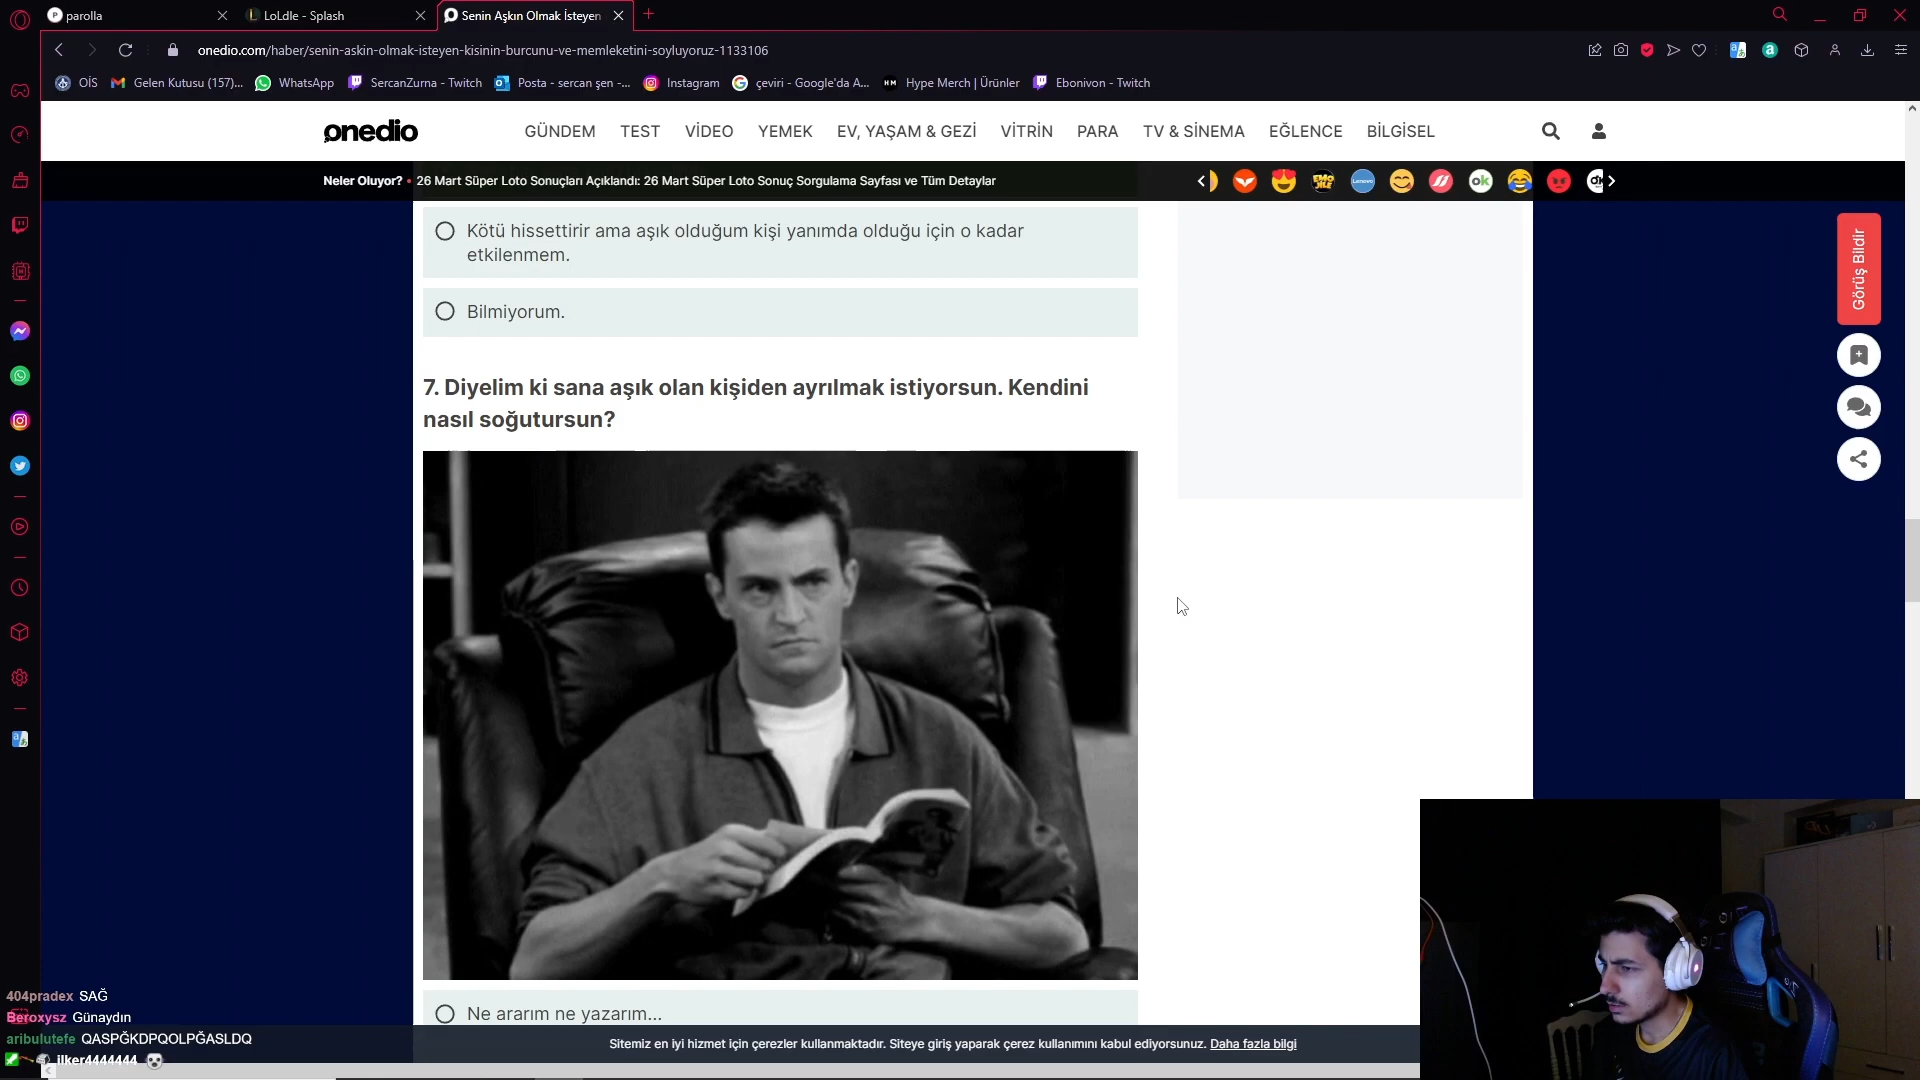 parolla
LoLdle - Splash
Senin Aşkın Olmak İsteyen
onedio.com/haber/senin-askin-olmak-isteyen-kisinin-burcunu-ve-memleketini-soyluyoruz-1133106
OİS
Gelen Kutusu (157)...
WhatsApp
SercanZurna - Twitch
Posta - sercan şen -...
Instagram
çeviri - Google'da A...
Hype Merch | Ürünler
Ebonivon - Twitch
onedio
GÜNDEM
TEST
VİDEO
YEMEK
EV, YAŞAM & GEZİ
VİTRİN
PARA
TV & SİNEMA
EĞLENCE
BİLGİSEL
Neler Oluyor? • 26 Mart Süper Loto Sonuçları Açıklandı: 26 Mart Süper Loto Sonuç Sorgulama Sayfası ve Tüm Detaylar
Kötü hissettirir ama aşık olduğum kişi yanımda olduğu için o kadar
etkilenmem.
Bilmiyorum.
Görüş Bildir
7. Diyelim ki sana aşık olan kişiden ayrılmak istiyorsun. Kendini
nasıl soğutursun?
Ne ararım ne yazarım...
Sitemiz en iyi hizmet için çerezler kullanmaktadır. Siteye giriş yaparak çerez kullanımını kabul ediyorsunuz. Daha fazla bilgi
404pradex SAĞ
Beroxysz Günaydın
aribulutefe QASPĞKDPQOLPĞASLDQ
ilker4444444